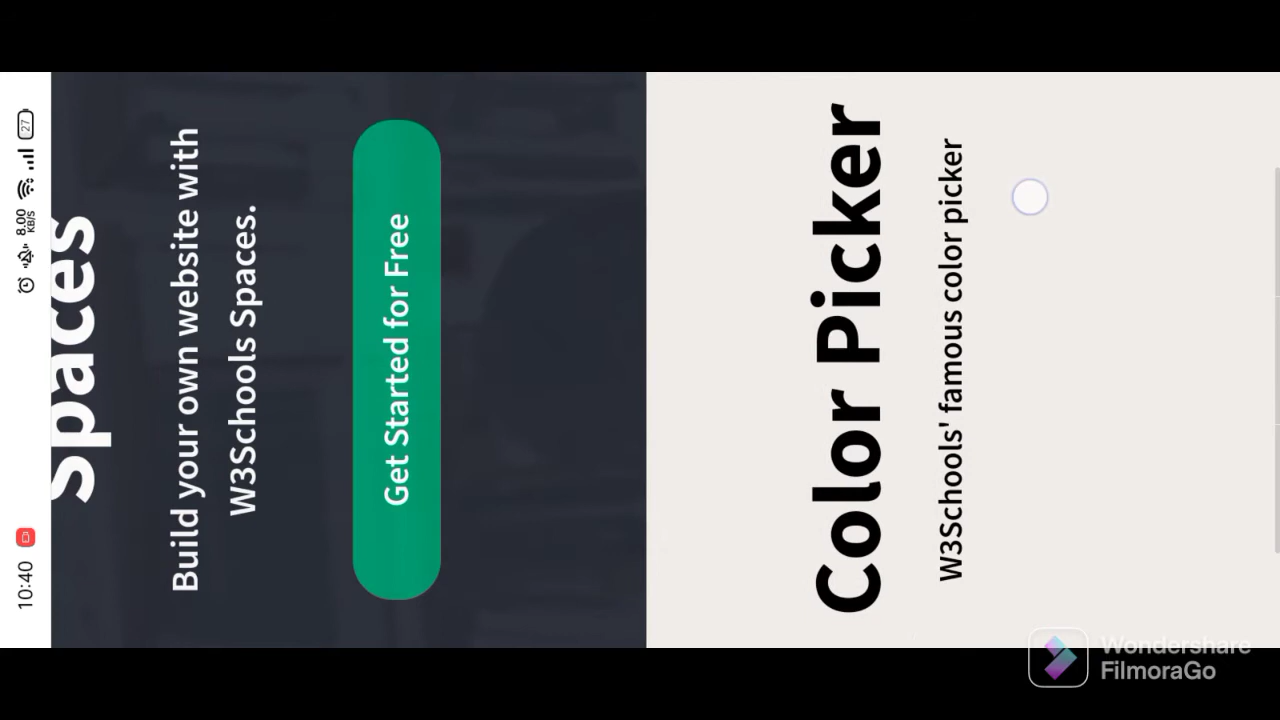 10:40
8.00
KB/S
27
Spaces
Build your own website with
W3Schools Spaces.
Get Started for Free
Color Picker
W3Schools' famous color picker
Wondershare
FilmoraGo